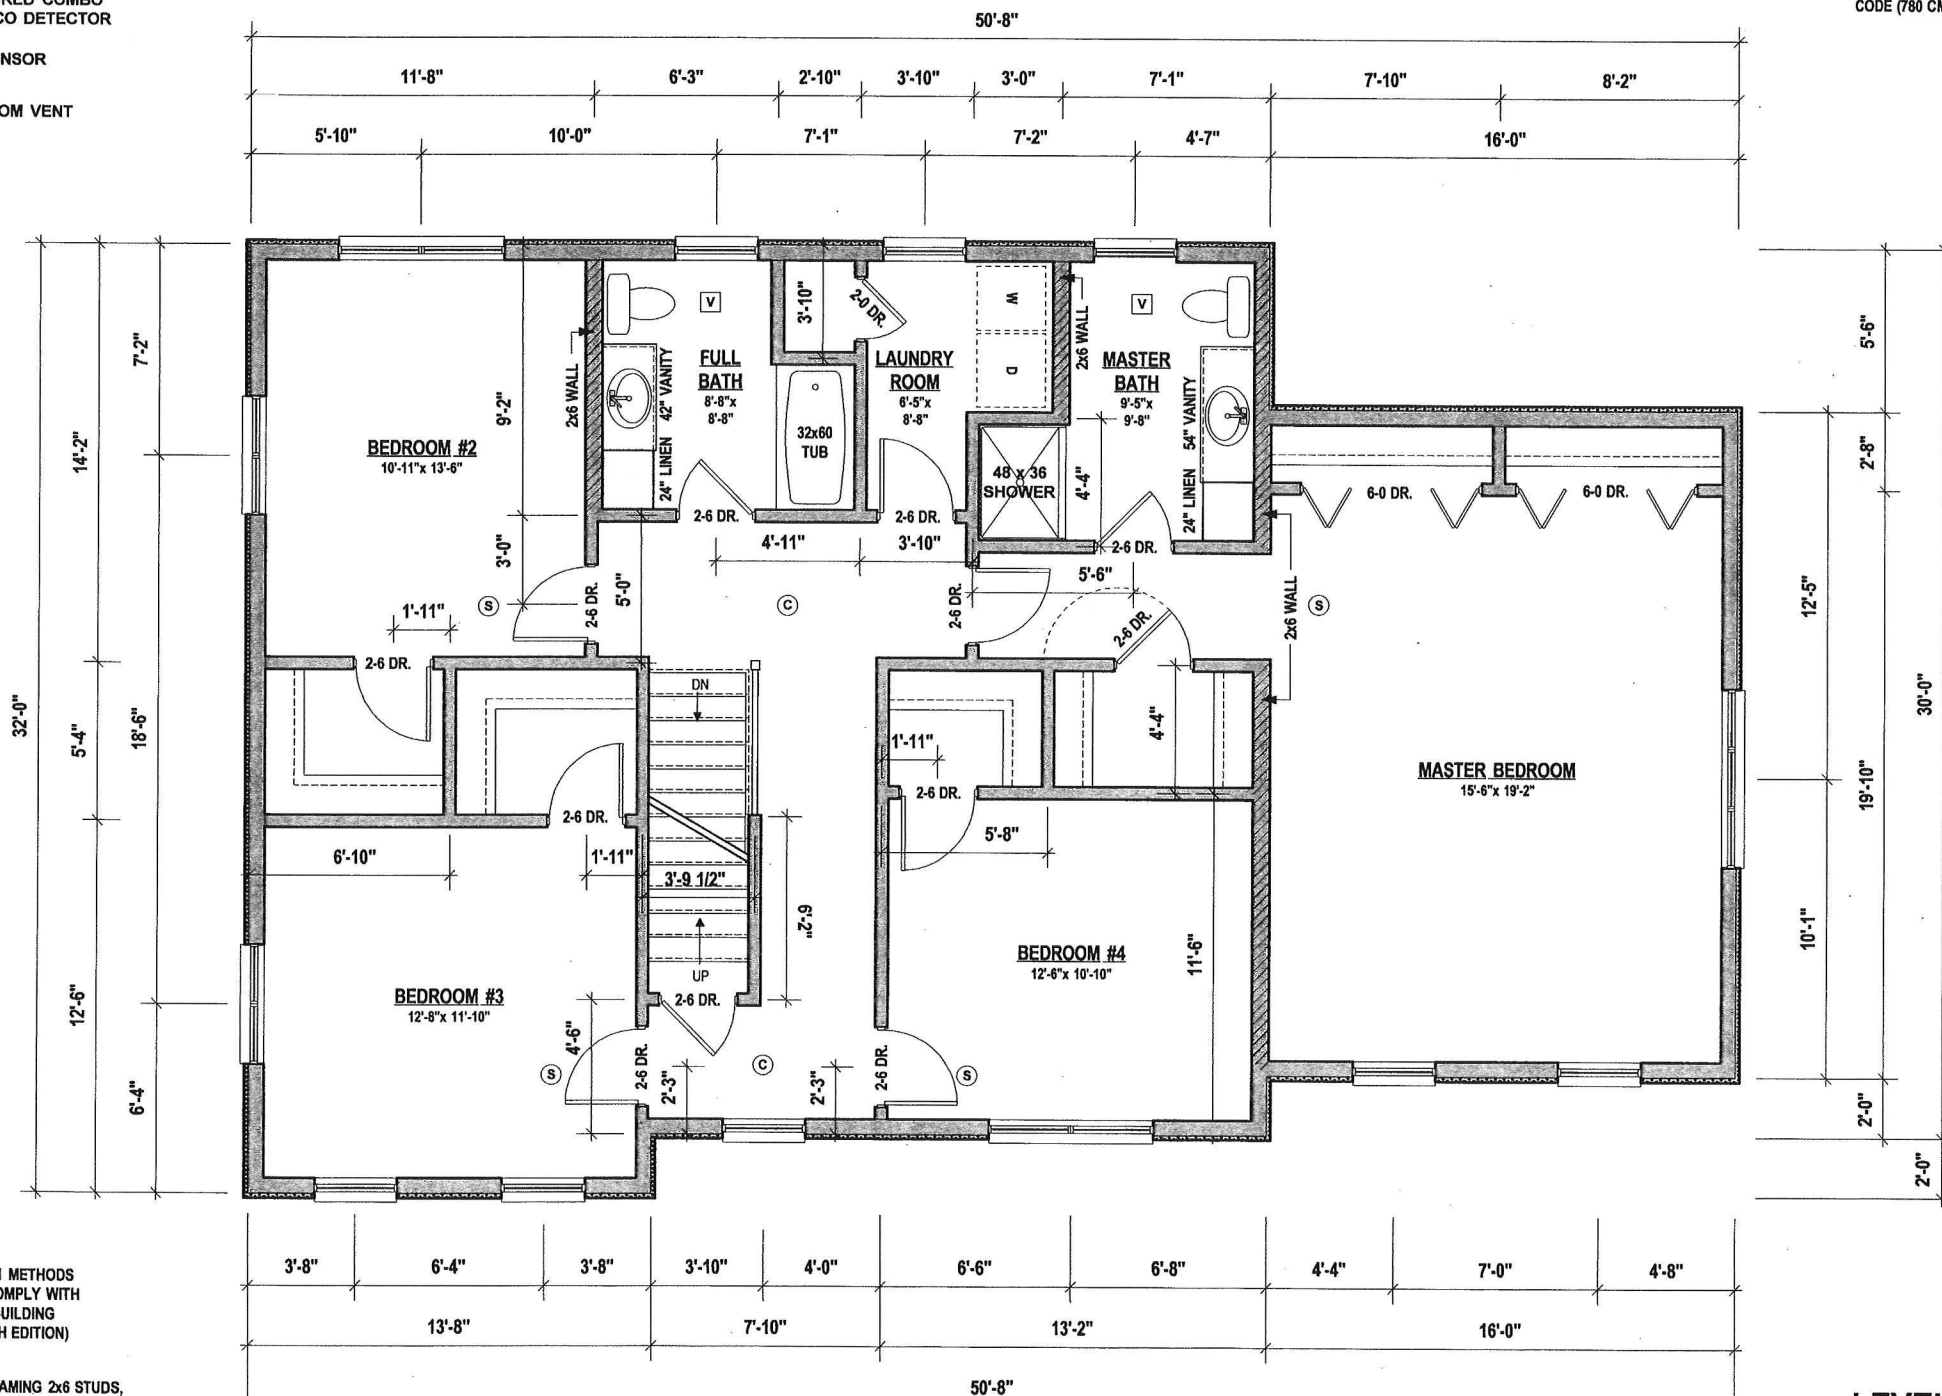 CO DETECTOR
CODE (780
NSOR
OM VENT
50'-8"
11'-8" 6'-3" 2'-10" 3'-10" 3'-0" 7'-1" 7'-10" 8'-2"
5'-10" 10'-0" 7'-1" 7'-2" 4'-7" 16'-0"
32'-0"
14'-2"
5'-4"
12'-6"
7'-2"
18'-6"
6'-4"
BEDROOM #2
10'-11"x 13'-6"
9'-2"
3'-0"
2x6 WALL
V
FULL
BATH
8'-8"x
8'-8"
42" VANITY
24" LINEN
3'-10"
32x60
TUB
2-0 DR.
LAUNDRY
ROOM
6'-5"x
8'-8"
W
D
2x6 WALL
V
MASTER
BATH
9'-5"x
9'-8"
54" VANITY
24" LINEN
48 x 36
SHOWER
4'-4"
6-0 DR.
6-0 DR.
2-6 DR.
2-6 DR.
2-6 DR.
4'-11"
3'-10"
5'-6"
S
1'-11"
2-6 DR.
5'-0"
C
2-6 DR.
2-6 DR.
2x6 WALL
S
2-6 DR.
DN
2-6 DR.
6'-10"
1'-11"
3'-9 1/2"
6'-2"
UP
2-6 DR.
1'-11"
2-6 DR.
4'-4"
5'-8"
MASTER BEDROOM
15'-6"x 19'-2"
BEDROOM #4
12'-6"x 10'-10"
11'-6"
BEDROOM #3
12'-8"x 11'-10"
4'-6"
S
2-6 DR.
2'-3"
C
2'-3"
2-6 DR.
S
5'-6"
2'-8"
12'-5"
19'-10"
10'-1"
2'-0"
30'-0"
2'-0"
3'-8" 6'-4" 3'-8" 3'-10" 4'-0" 6'-6" 6'-8" 4'-4" 7'-0" 4'-8"
13'-8" 7'-10" 13'-2" 16'-0"
50'-8"
METHODS
OMPLY WITH
UILDING
H EDITION)
AMING 2x6 STUDS,